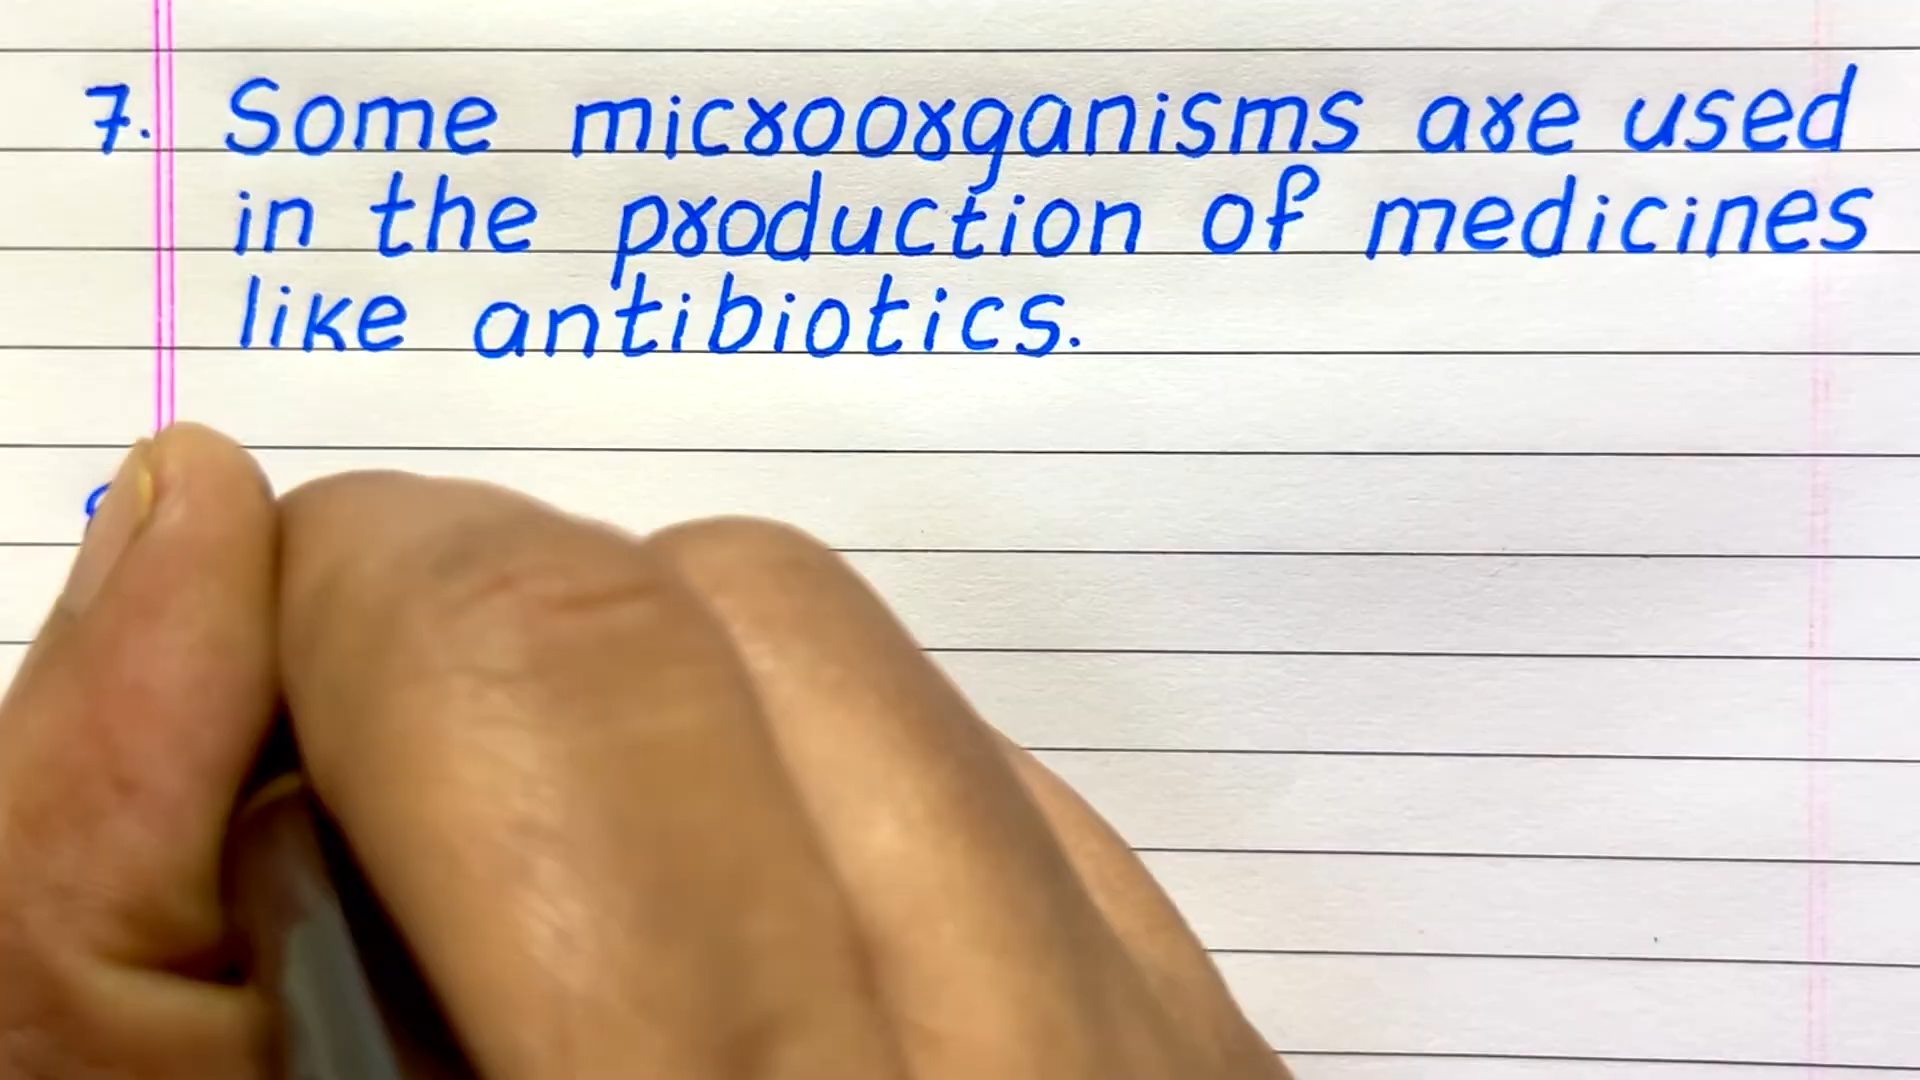 7. Some microorganisms are used
in the production of medicines
like antibiotics.